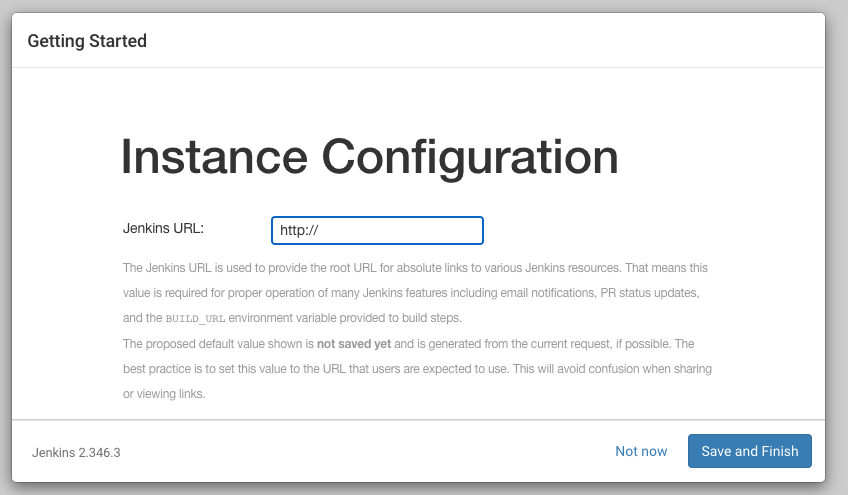 Getting Started
Instance Configuration
Jenkins URL:
http://
The Jenkins URL is used to provide the root URL for absolute links to various Jenkins resources. That means this
value is required for proper operation of many Jenkins features including email notifications, PR status updates,
and the BUILD_URL environment variable provided to build steps.
The proposed default value shown is not saved yet and is generated from the current request, if possible. The
best practice is to set this value to the URL that users are expected to use. This will avoid confusion when sharing
or viewing links.
Jenkins 2.346.3
Not now
Save and Finish